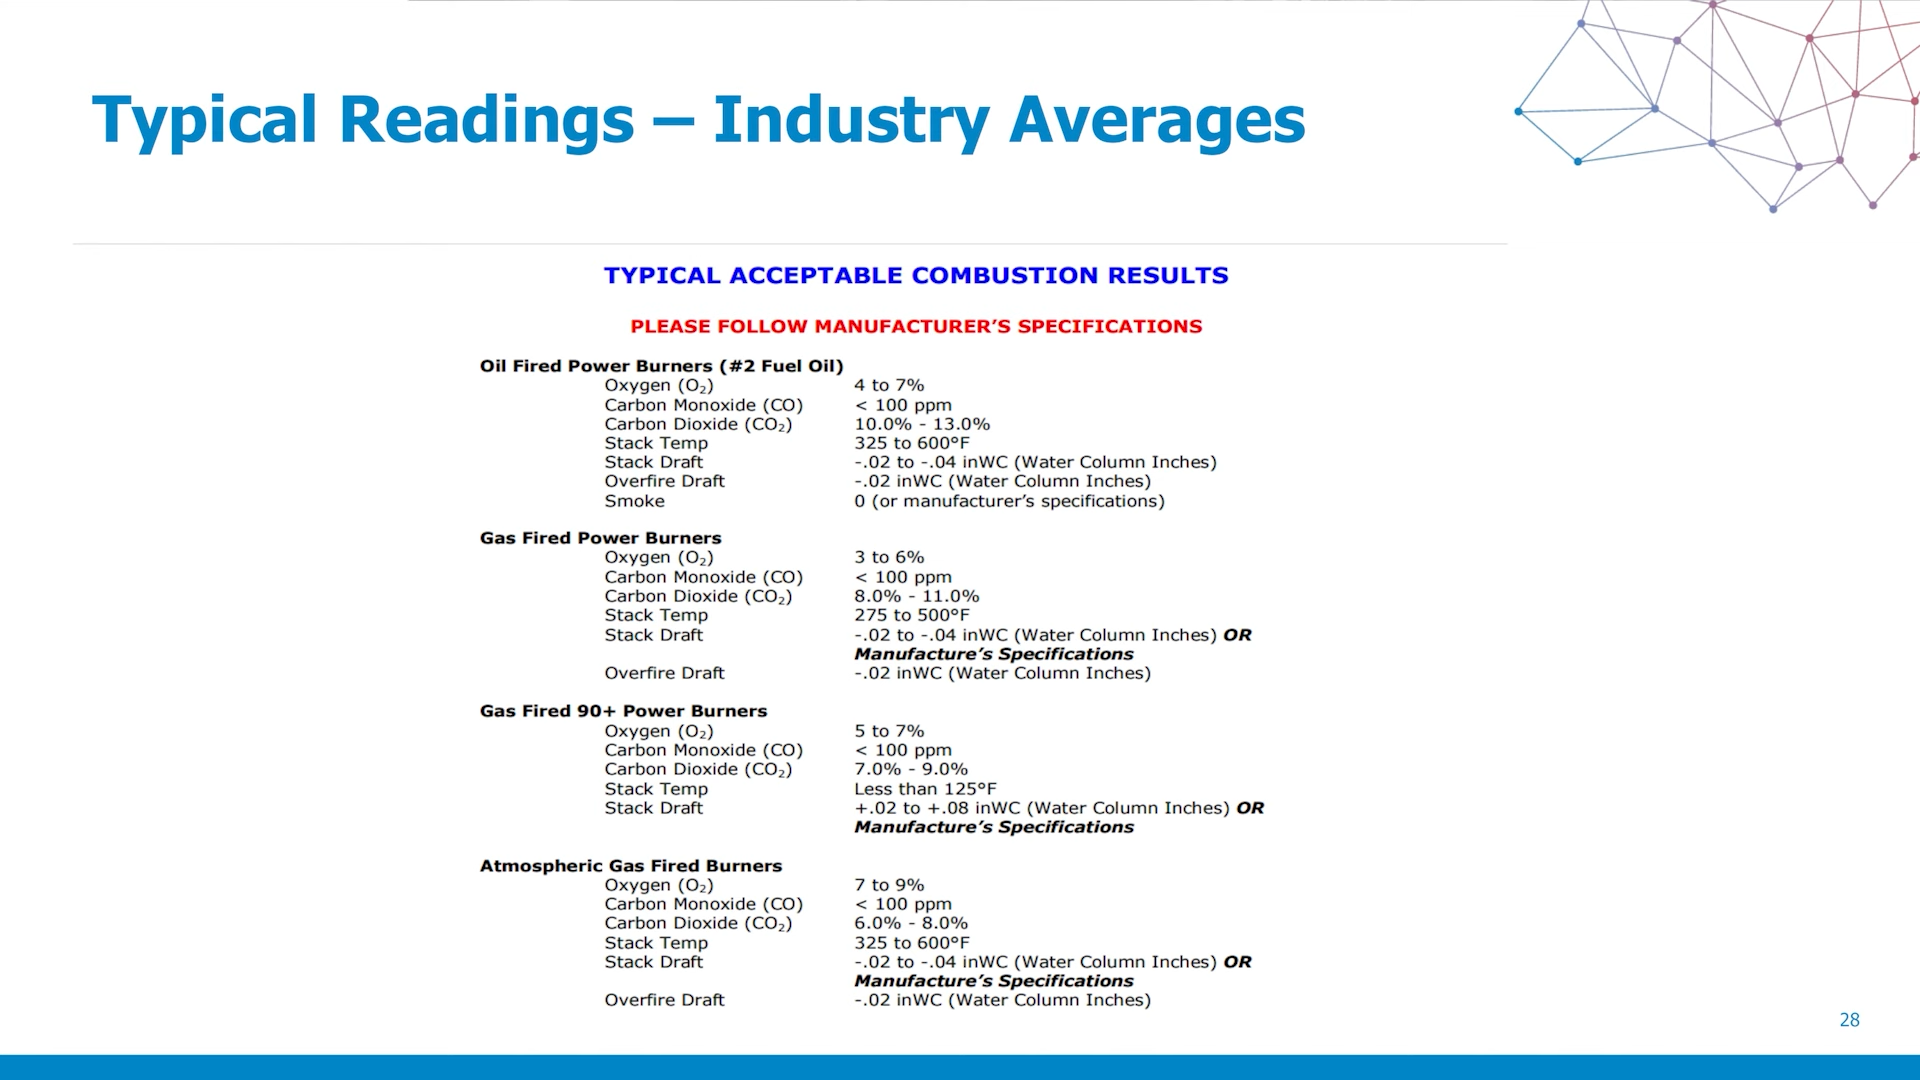 Typical Readings – Industry Averages
TYPICAL ACCEPTABLE COMBUSTION RESULTS
PLEASE FOLLOW MANUFACTURER’S SPECIFICATIONS
Oil Fired Power Burners (#2 Fuel Oil)
Oxygen (O₂) 4 to 7%
Carbon Monoxide (CO) < 100 ppm
Carbon Dioxide (CO₂) 10.0% - 13.0%
Stack Temp 325 to 600°F
Stack Draft -.02 to -.04 inWC (Water Column Inches)
Overfire Draft -.02 inWC (Water Column Inches)
Smoke 0 (or manufacturer’s specifications)
Gas Fired Power Burners
Oxygen (O₂) 3 to 6%
Carbon Monoxide (CO) < 100 ppm
Carbon Dioxide (CO₂) 8.0% - 11.0%
Stack Temp 275 to 500°F
Stack Draft -.02 to -.04 inWC (Water Column Inches) OR
Manufacture’s Specifications
Overfire Draft -.02 inWC (Water Column Inches)
Gas Fired 90+ Power Burners
Oxygen (O₂) 5 to 7%
Carbon Monoxide (CO) < 100 ppm
Carbon Dioxide (CO₂) 7.0% - 9.0%
Stack Temp Less than 125°F
Stack Draft +.02 to +.08 inWC (Water Column Inches) OR
Manufacture’s Specifications
Atmospheric Gas Fired Burners
Oxygen (O₂) 7 to 9%
Carbon Monoxide (CO) < 100 ppm
Carbon Dioxide (CO₂) 6.0% - 8.0%
Stack Temp 325 to 600°F
Stack Draft -.02 to -.04 inWC (Water Column Inches) OR
Manufacture’s Specifications
Overfire Draft -.02 inWC (Water Column Inches)
28